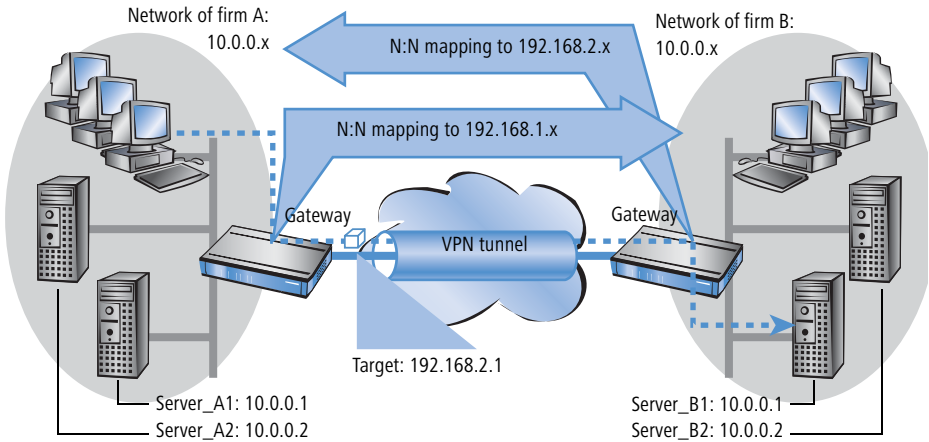 Network of firm A:
10.0.0.x
N:N mapping to 192.168.2.x
Network of firm B:
10.0.0.x
N:N mapping to 192.168.1.x
Gateway
VPN tunnel
Gateway
Target: 192.168.2.1
Server_A1: 10.0.0.1
Server_A2: 10.0.0.2
Server_B1: 10.0.0.1
Server_B2: 10.0.0.2